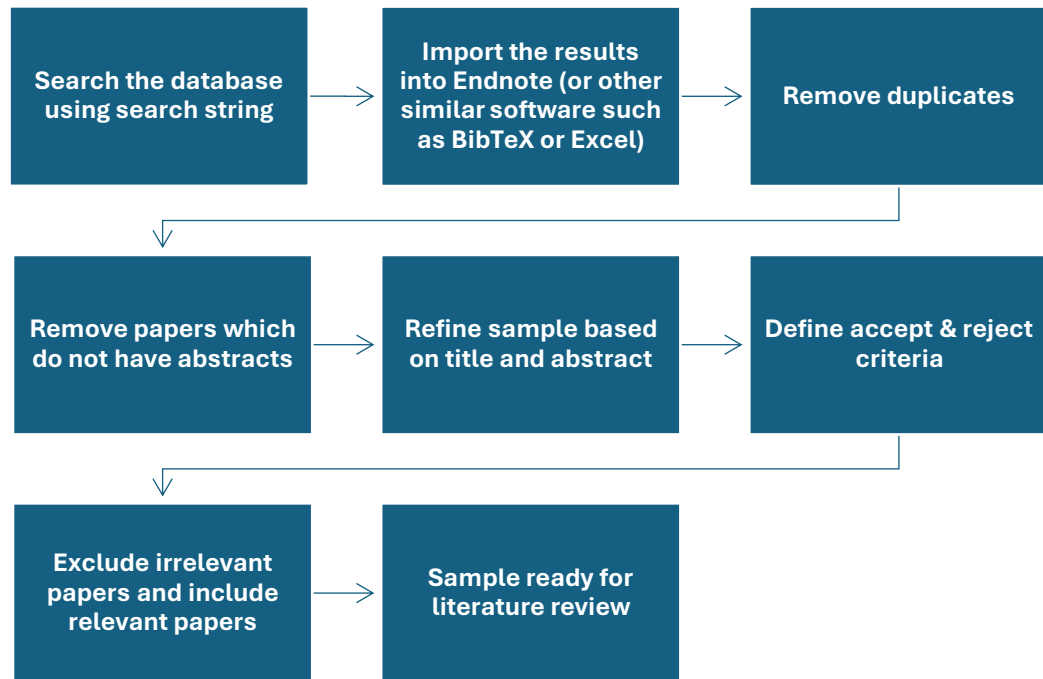 Search the database
using search string
Import the results
into Endnote (or other
similar software such
as BibTeX or Excel)
Remove duplicates
Remove papers which
do not have abstracts
Refine sample based
on title and abstract
Define accept & reject
criteria
Exclude irrelevant
papers and include
relevant papers
Sample ready for
literature review